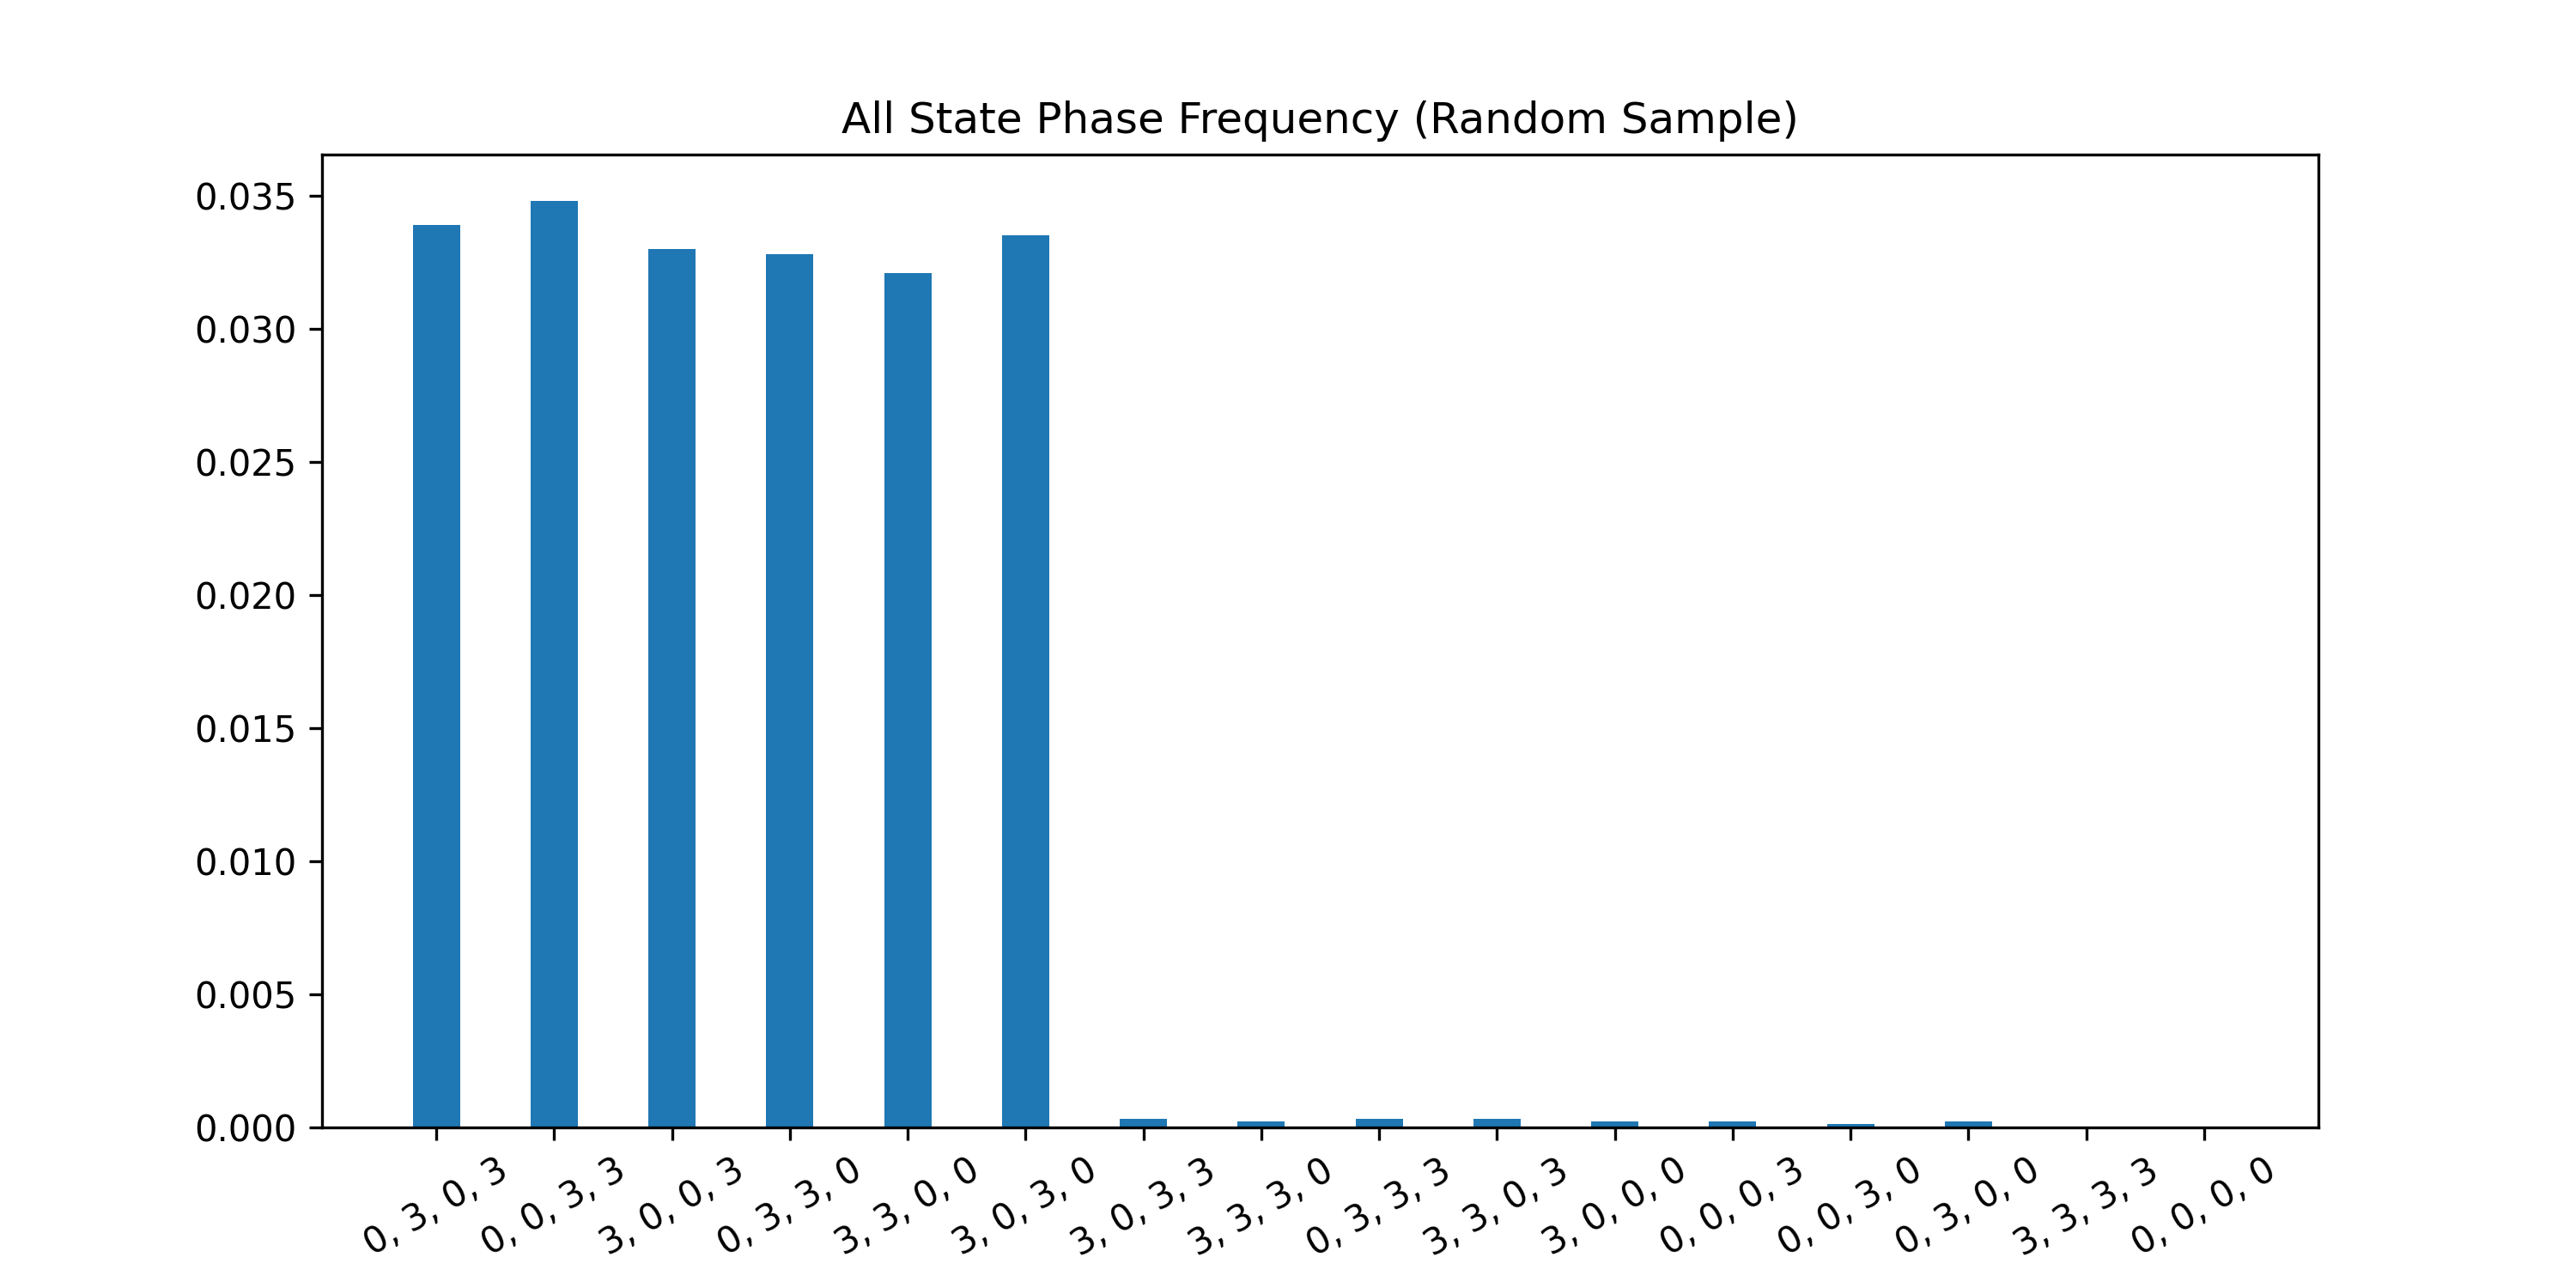 All State Phase Frequency (Random Sample)
0.035
0.030
0.025
0.020
0.015
0.010
0.005
0.000
0, 3, 0, 3
0, 0, 3, 3
3, 0, 0, 3
0, 3, 3, 0
3, 3, 0, 0
3, 0, 3, 0
3, 0, 3, 3
3, 3, 3, 0
0, 3, 3, 3
3, 3, 0, 3
3, 0, 0, 0
0, 0, 0, 3
0, 0, 3, 0
0, 3, 0, 0
3, 3, 3, 3
0, 0, 0, 0